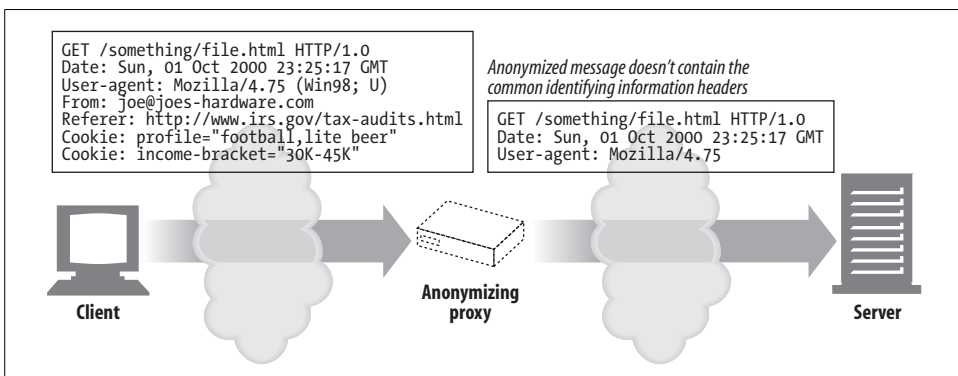 GET /something/file.html HTTP/1.0
Date: Sun, 01 Oct 2000 23:25:17 GMT
User-agent: Mozilla/4.75 (Win98; U)
From: joe@joes-hardware.com
Referer: http://www.irs.gov/tax-audits.html
Cookie: profile="football,lite beer"
Cookie: income-bracket="30K-45K"
Anonymized message doesn't contain the
common identifying information headers
GET /something/file.html HTTP/1.0
Date: Sun, 01 Oct 2000 23:25:17 GMT
User-agent: Mozilla/4.75
Client
Anonymizing
proxy
Server